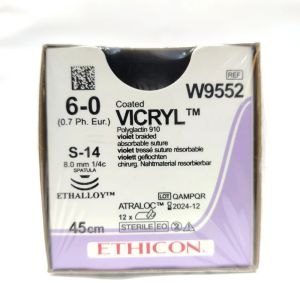 REF
W9552
6-0
(0.7 Ph. Eur.)
Coated
VICRYL™
Polyglactin 910
violet braided
absorbable suture
violet tressé suture résorbable
violett geflochten
chirurg. Nahtmaterial resorbierbar
S-14
8.0 mm 1/4c
SPATULA
ETHALLOY™
ATRALOC™
LOT QAMPQR
2024-12
12 x
STERILE EO
45cm
ETHICON